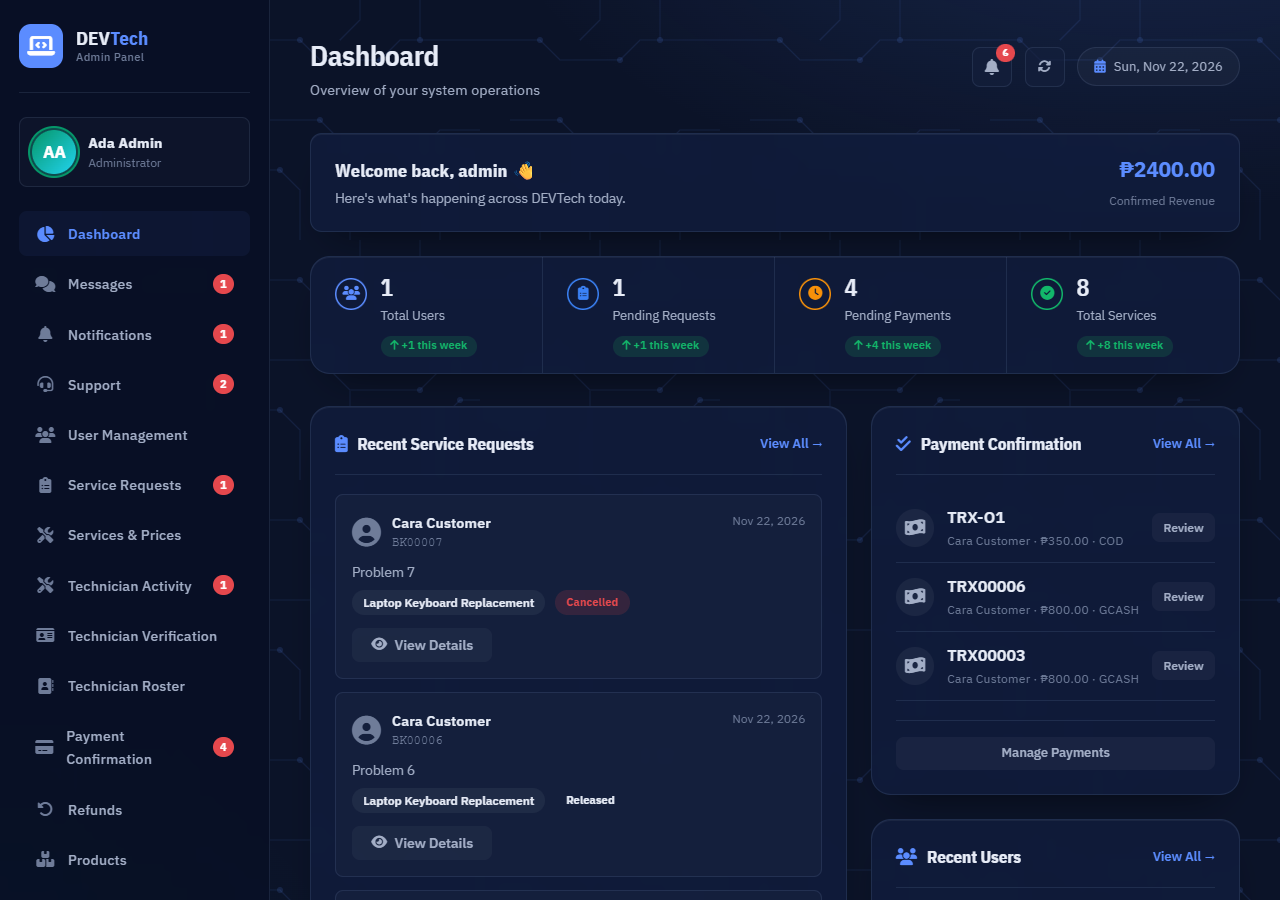 DEVTech
Admin Panel
AA
Ada Admin
Administrator
Dashboard
Messages 1
Notifications 1
Support 2
User Management
Service Requests 1
Services & Prices
Technician Activity 1
Technician Verification
Technician Roster
Payment
Confirmation 4
Refunds
Products
Dashboard
Overview of your system operations
6
Sun, Nov 22, 2026
Welcome back, admin 👋
Here's what's happening across DEVTech today.
₱2400.00
Confirmed Revenue
1
Total Users
↑+1 this week
1
Pending Requests
↑+1 this week
4
Pending Payments
↑+4 this week
8
Total Services
↑+8 this week
Recent Service Requests View All →
Cara Customer Nov 22, 2026
BK00007
Problem 7
Laptop Keyboard Replacement Cancelled
View Details
Cara Customer Nov 22, 2026
BK00006
Problem 6
Laptop Keyboard Replacement Released
View Details
Payment Confirmation View All →
TRX-O1
Cara Customer · ₱350.00 · COD
Review
TRX00006
Cara Customer · ₱800.00 · GCASH
Review
TRX00003
Cara Customer · ₱800.00 · GCASH
Review
Manage Payments
Recent Users View All →